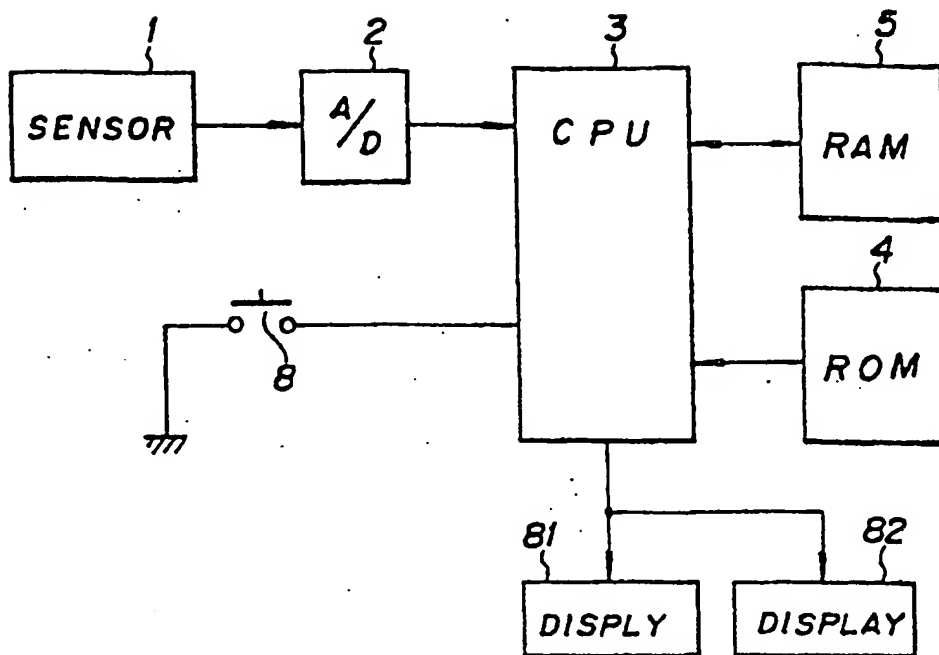 1
2
3
5
SENSOR
A/D
CPU
RAM
4
8
ROM
81
82
DISPLY
DISPLAY